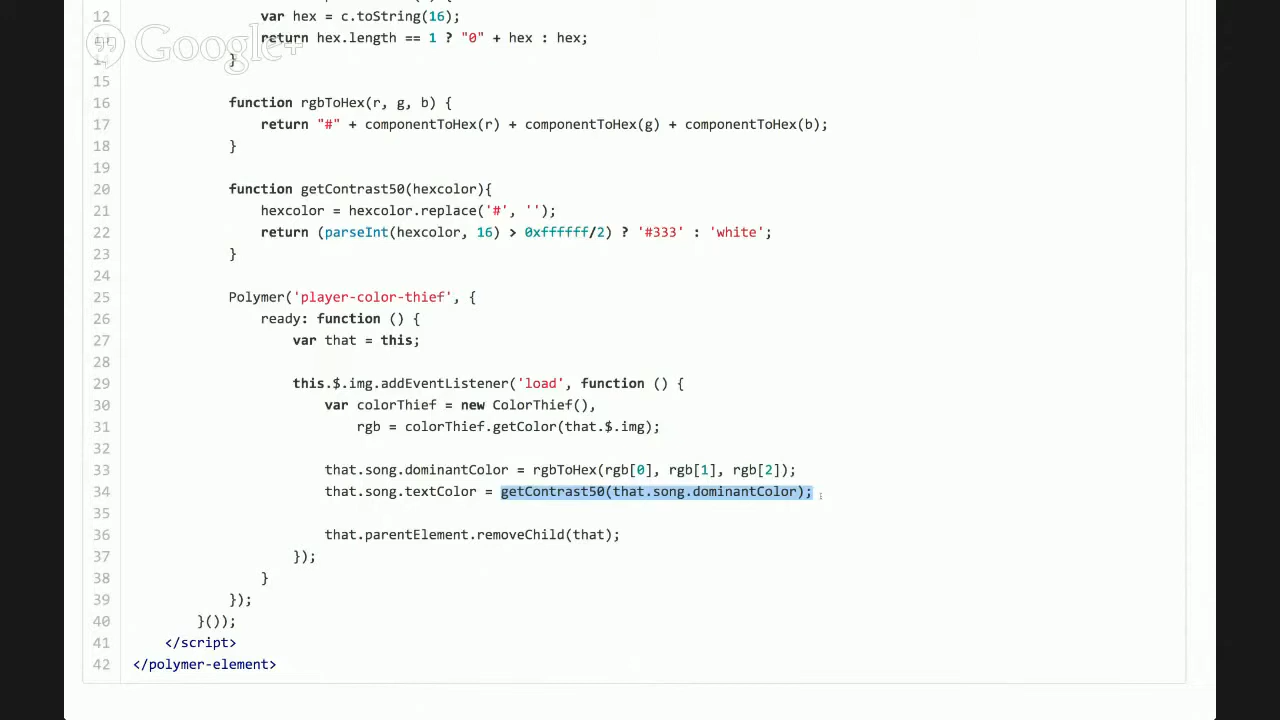 12 var hex = c.toString(16);
Google+
return hex.length == 1 ? "0" + hex : hex;
}
15
16 function rgbToHex(r, g, b) {
17 return "#" + componentToHex(r) + componentToHex(g) + componentToHex(b);
18 }
19
20 function getContrast50(hexcolor){
21 hexcolor = hexcolor.replace('#', '');
22 return (parseInt(hexcolor, 16) > 0xffffff/2) ? '#333' : 'white';
23 }
24
25 Polymer('player-color-thief', {
26 ready: function () {
27 var that = this;
28
29 this.$.img.addEventListener('load', function () {
30 var colorThief = new ColorThief(),
31 rgb = colorThief.getColor(that.$.img);
32
33 that.song.dominantColor = rgbToHex(rgb[0], rgb[1], rgb[2]);
34 that.song.textColor = getContrast50(that.song.dominantColor);
35
36 that.parentElement.removeChild(that);
37 });
38 }
39 });
40 }());
41 </script>
42 </polymer-element>